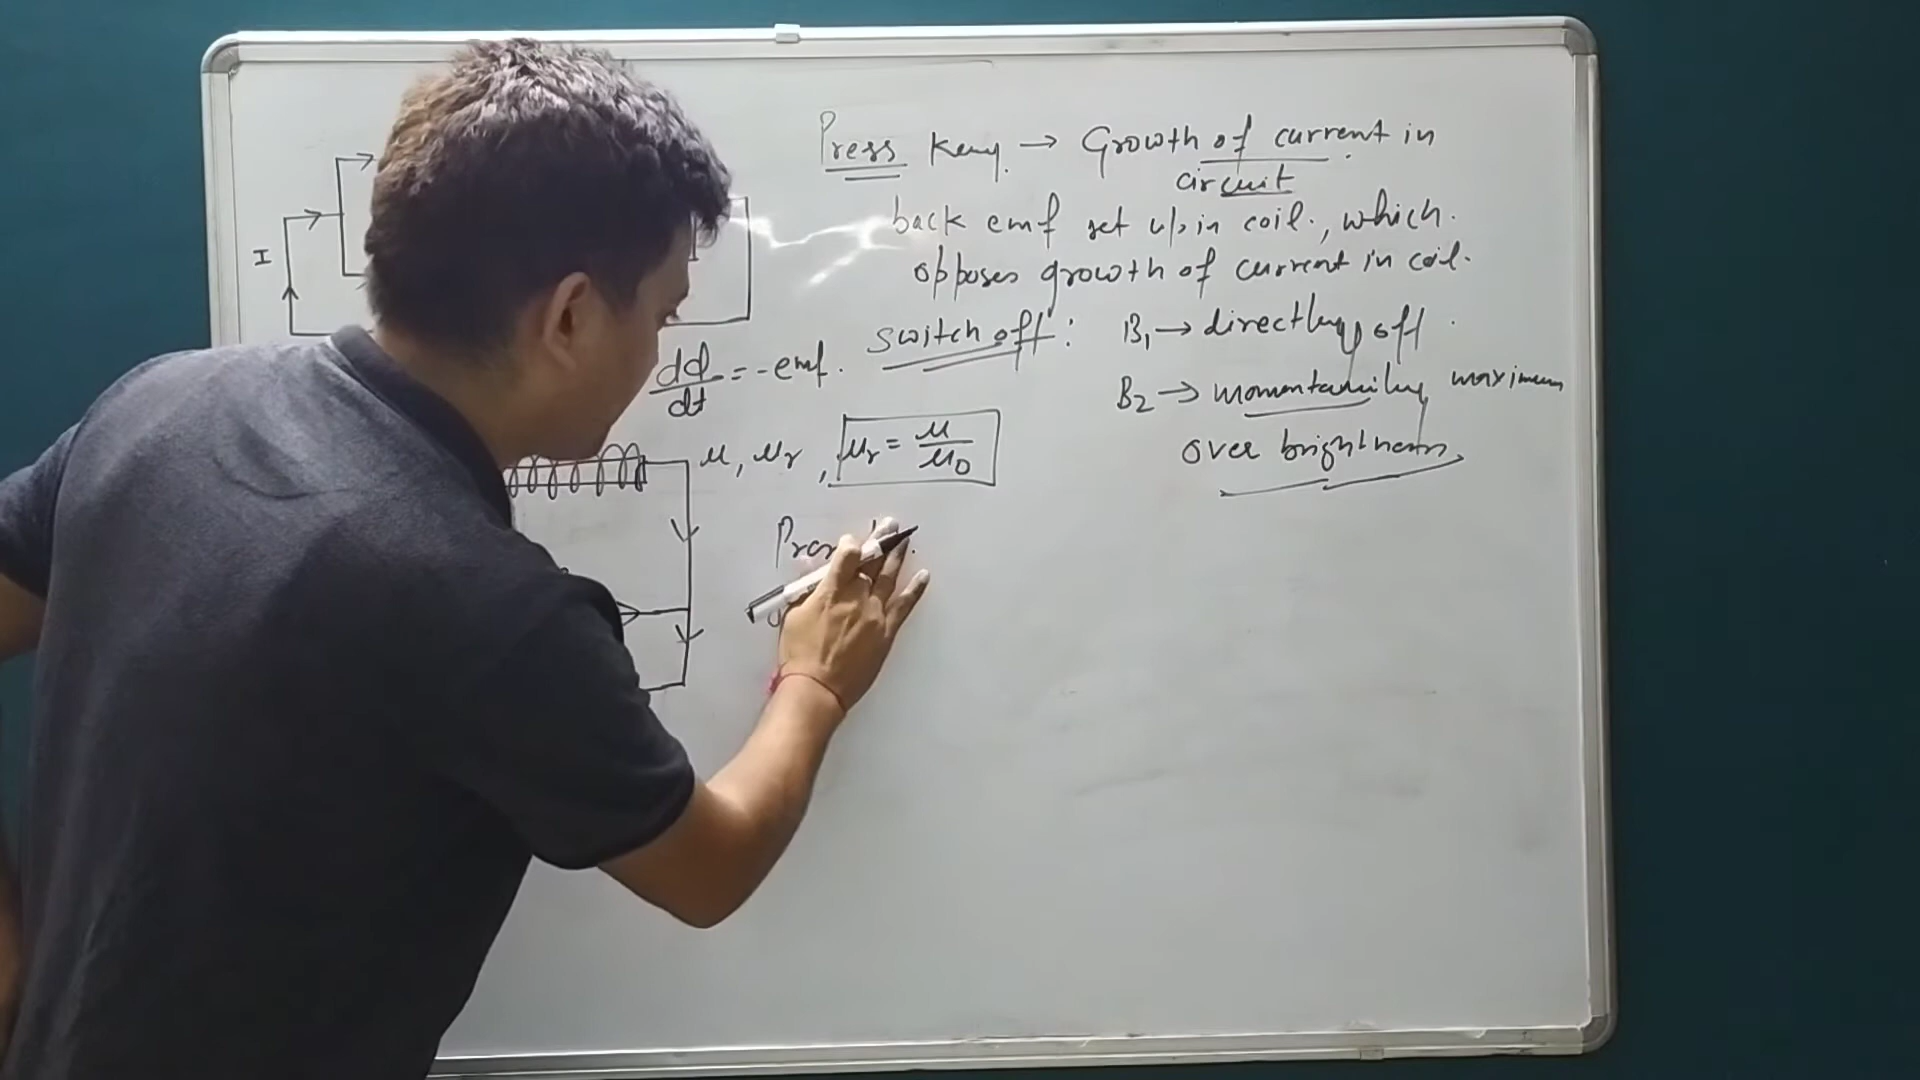 Press Key. → Growth of current in
circuit
back emf set up in coil., which.
opposes growth of current in coil.
I
switch off : B₁ → directly off.
dφ/dt = - emf.
B₂ → momentarily maximum
over brightness
μ, μr, μr = μ/μ0